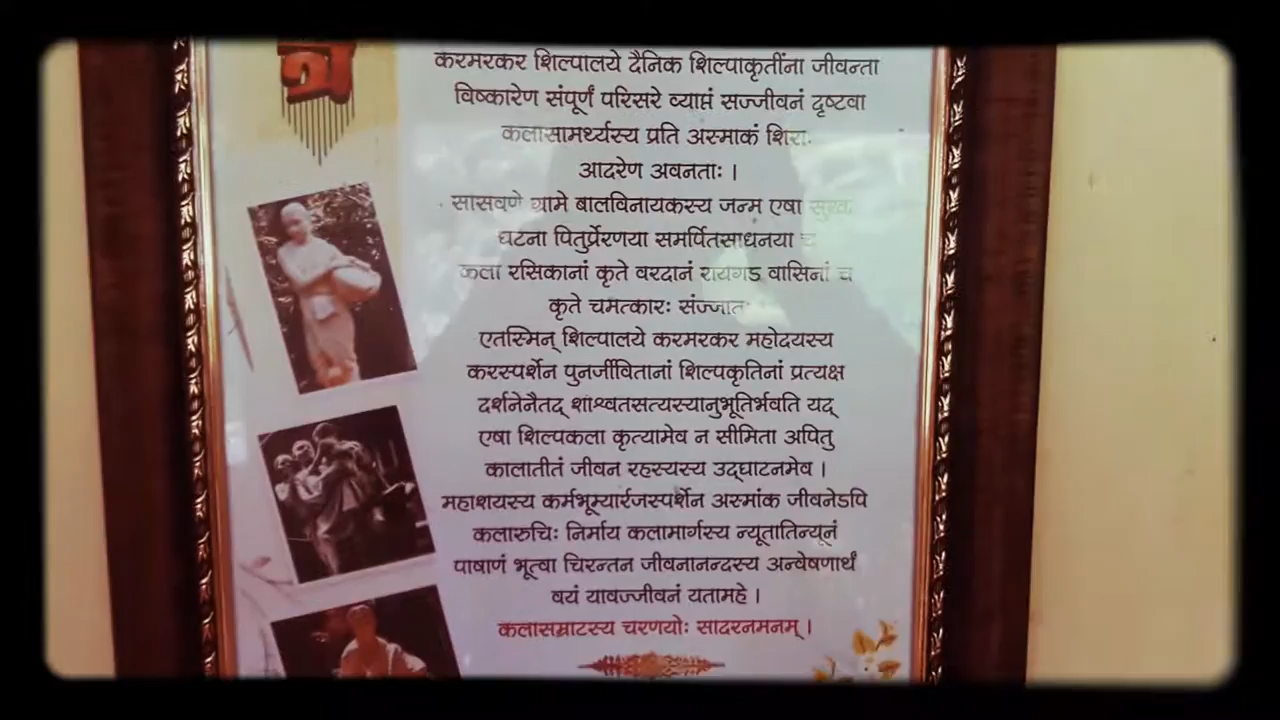 करमरकर शिल्पालये दैनिक शिल्पाकृतींना जीवन्ता
विष्कारेण संपूर्णं परिसरे व्याप्तं सज्जीवनं दृष्टवा
कलासामर्थ्यस्य प्रति अस्माकं शिरा
आदरेण अवनताः ।
सासवणे ग्रामे बालविनायकस्य जन्म एषा
घटना पितुर्प्रेरणया समर्पितसाधनया च
कला रसिकानां कृते वरदानं रायगड वासिनां च
कृते चमत्कारः संज्जात
एतस्मिन् शिल्पालये करमरकर महोदयस्य
करस्पर्शेन पुनर्जीवितानां शिल्पकृतिनां प्रत्यक्ष
दर्शनेनैतद् शाश्वतसत्यस्यानुभूतिर्भवति यद्
एषा शिल्पकला कृत्यामेव न सीमिता अपितु
कालातीतं जीवन रहस्यस्य उद्घाटनमेव ।
महाशयस्य कर्मभूम्यार्रजस्पर्शेन अस्मांक जीवनेऽपि
कलारुचिः निर्माय कलामार्गस्य न्यूतातिन्यूनं
पाषाणं भूत्वा चिरन्तन जीवनानन्दस्य अन्वेषणार्थं
वयं यावज्जीवनं यतामहे ।
कलासम्राटस्य चरणयोः सादरनमनम् ।